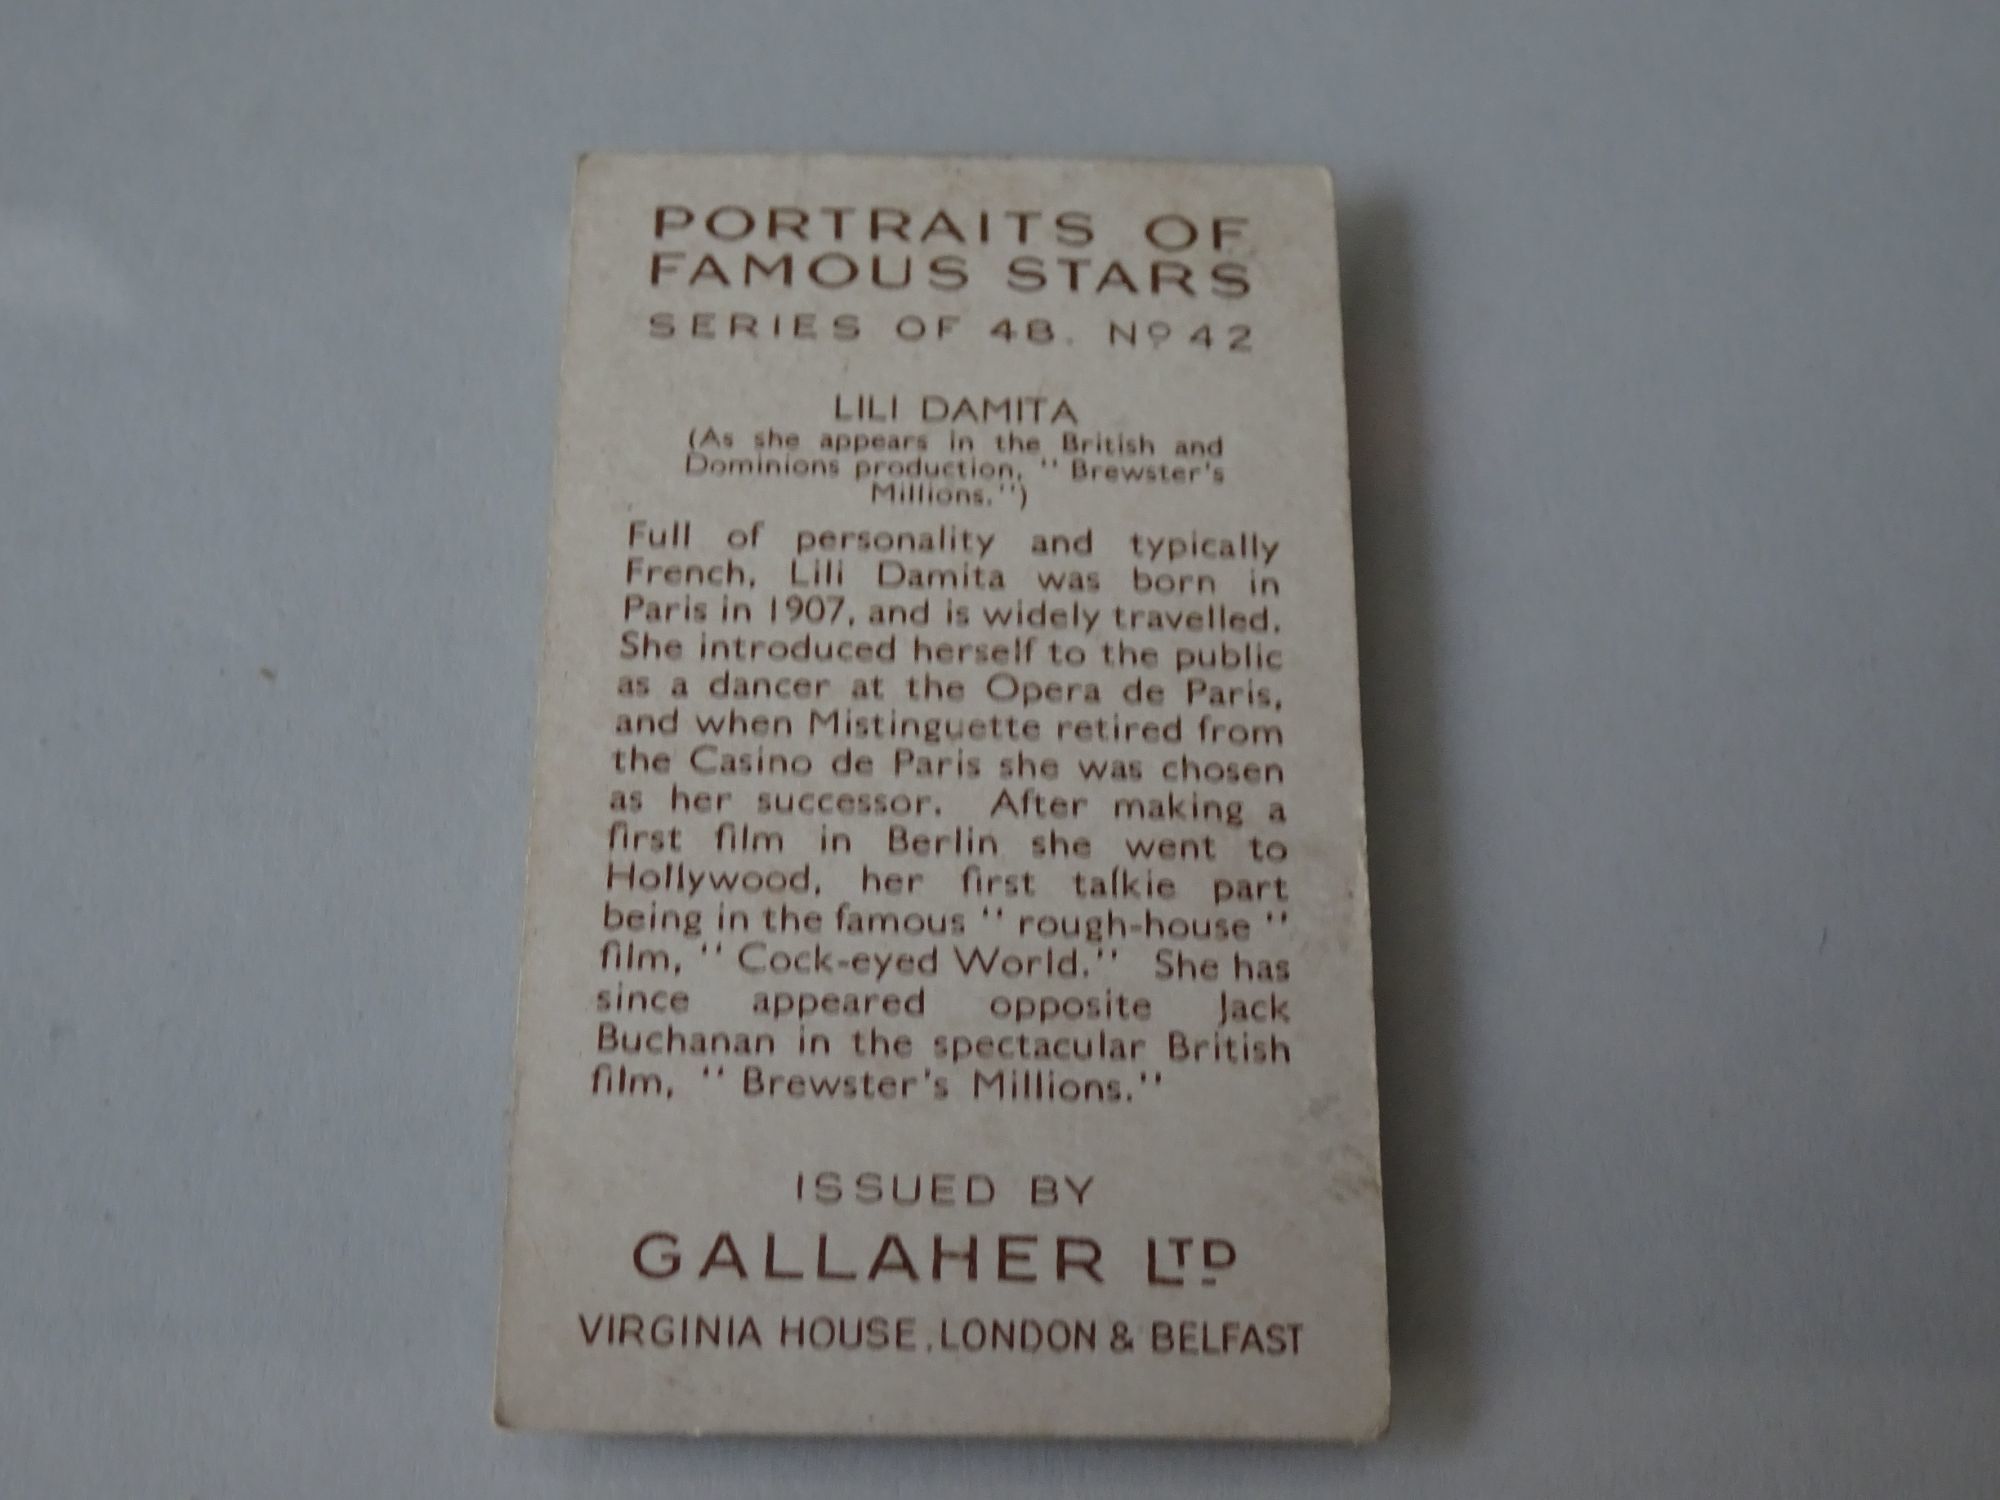 PORTRAITS OF
FAMOUS STARS
SERIES OF 48. Nº 42
LILI DAMITA
(As she appears in the British and
Dominions production, " Brewster's
Millions.")
Full of personality and typically
French, Lili Damita was born in
Paris in 1907, and is widely travelled.
She introduced herself to the public
as a dancer at the Opera de Paris,
and when Mistinguette retired from
the Casino de Paris she was chosen
as her successor. After making a
first film in Berlin she went to
Hollywood, her first talkie part
being in the famous " rough-house "
film, " Cock-eyed World." She has
since appeared opposite Jack
Buchanan in the spectacular British
film, " Brewster's Millions."
ISSUED BY
GALLAHER LTD
VIRGINIA HOUSE, LONDON & BELFAST